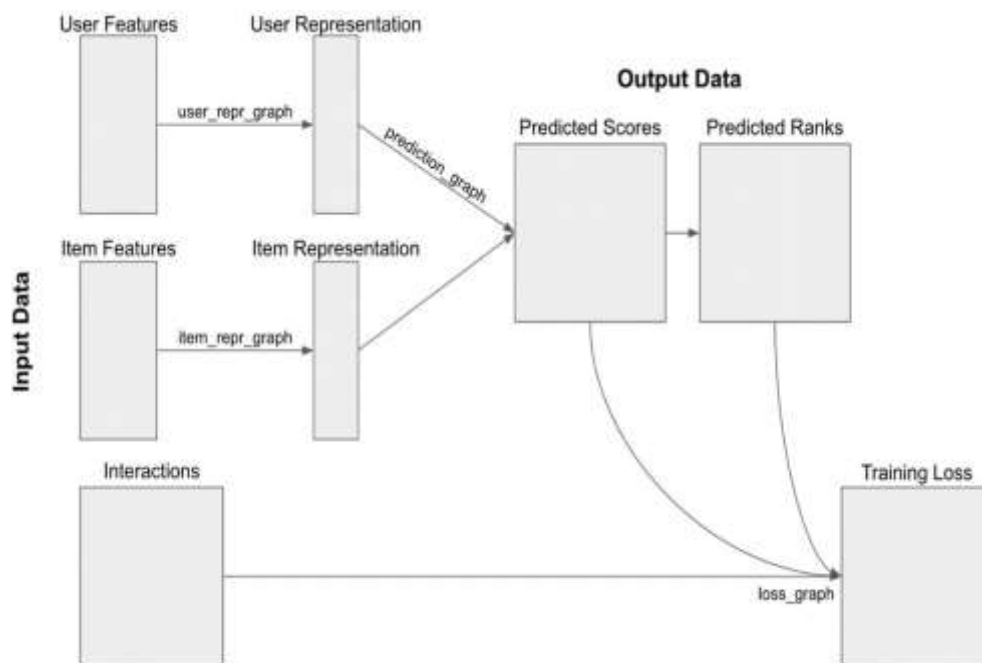 User Features
User Representation
user_repr_graph
prediction_graph
Output Data
Predicted Scores
Predicted Ranks
Item Features
Item Representation
item_repr_graph
Input Data
Interactions
Training Loss
loss_graph